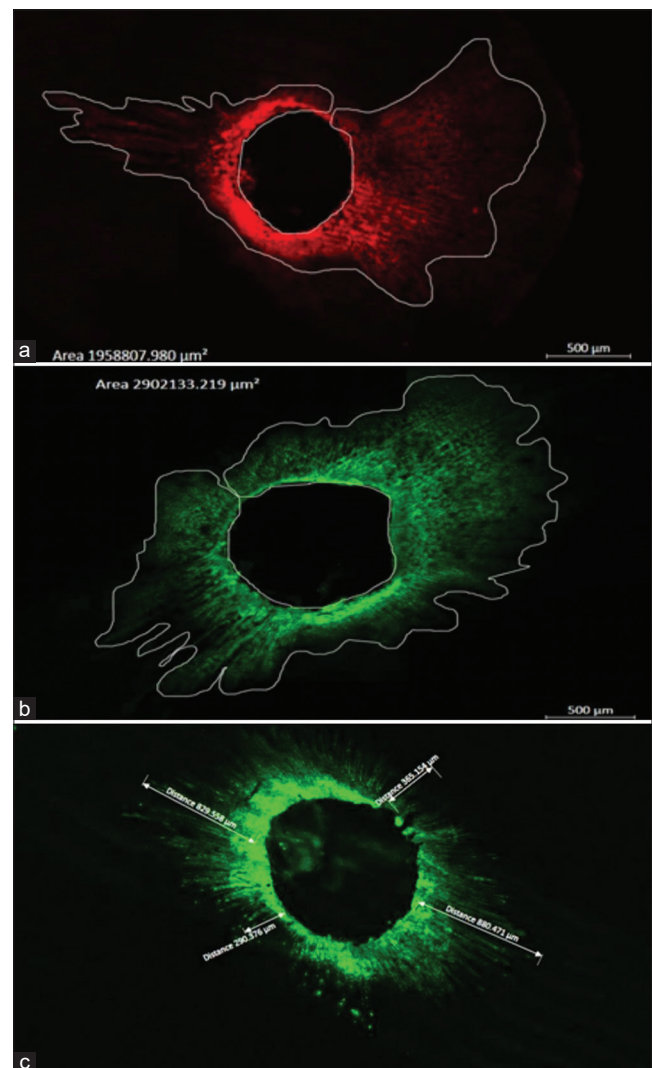 Area 1958807.980 µm²
500 µm
a
Area 2902133.219 µm²
500 µm
b
Distance 365.154 µm
Distance 829.558 µm
Distance 290.376 µm
Distance 880.471 µm
c